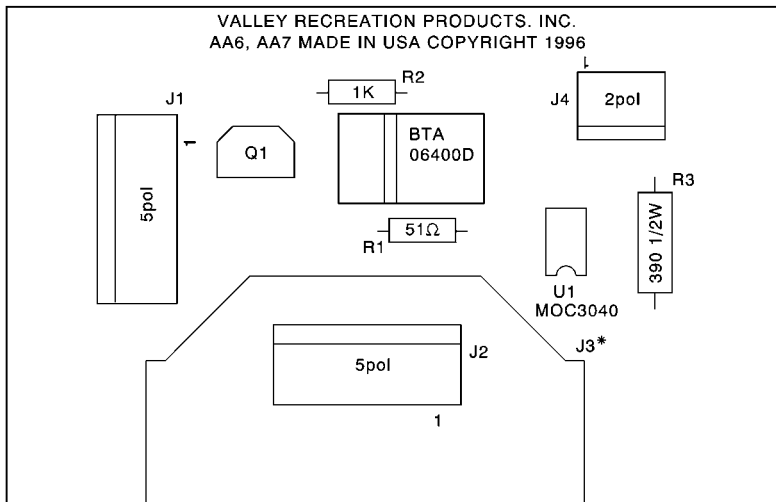 VALLEY RECREATION PRODUCTS. INC.
AA6, AA7 MADE IN USA COPYRIGHT 1996
R2
1K
J1
1
5pol
Q1
BTA
06400D
1
J4
2pol
R3
390 1/2W
51Ω
R1
U1
MOC3040
J3*
J2
5pol
1